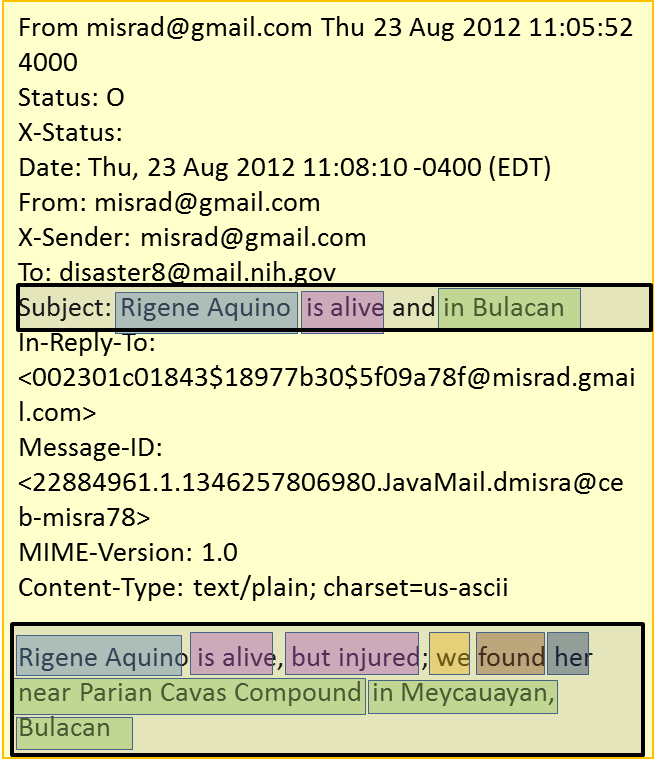 From misrad@gmail.com Thu 23 Aug 2012 11:05:52
4000
Status: O
X-Status:
Date: Thu, 23 Aug 2012 11:08:10 -0400 (EDT)
From: misrad@gmail.com
X-Sender: misrad@gmail.com
To: disaster8@mail.nih.gov
Subject: Rigene Aquino is alive and in Bulacan
In-Reply-To:
<002301c01843$18977b30$5f09a78f@misrad.gmai
l.com>
Message-ID:
<22884961.1.1346257806980.JavaMail.dmisra@ce
b-misra78>
MIME-Version: 1.0
Content-Type: text/plain; charset=us-ascii
Rigene Aquino is alive, but injured; we found her
near Parian Cavas Compound in Meycauayan,
Bulacan